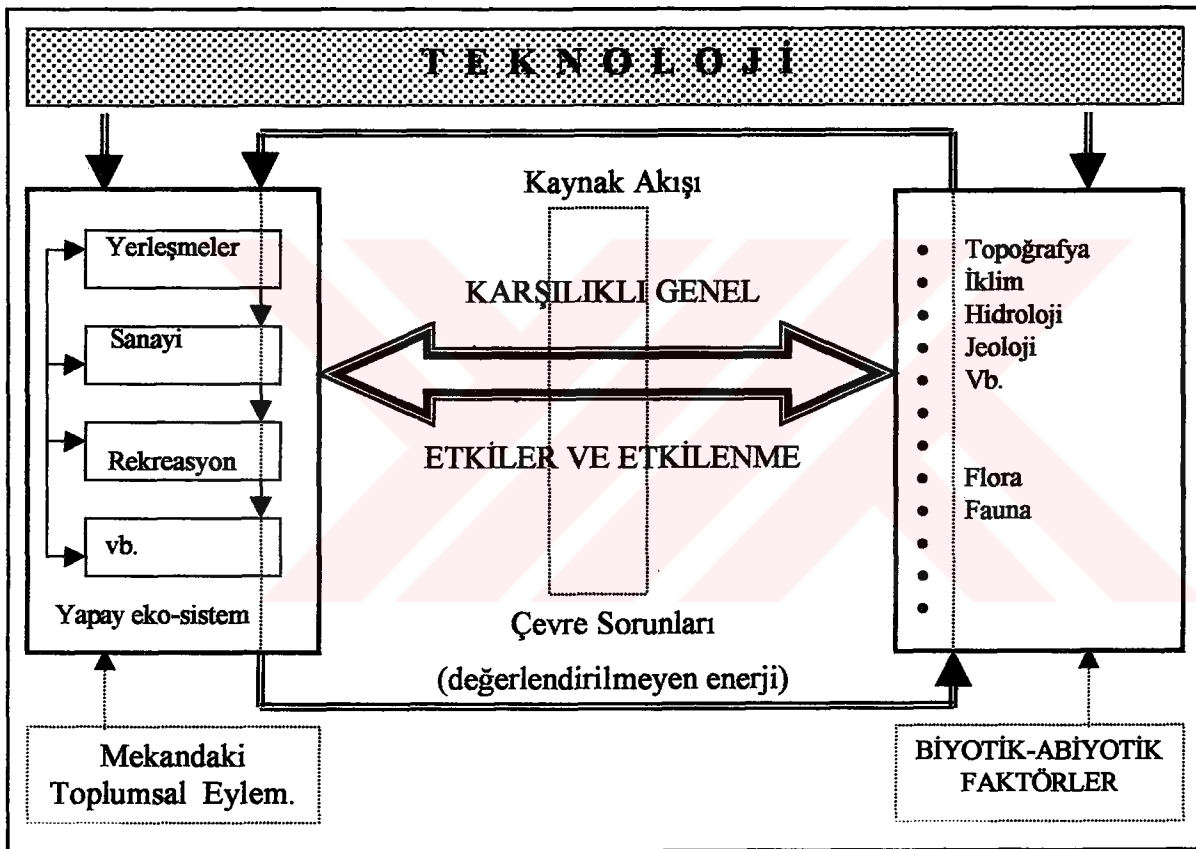 TEKNOLOJİ
Kaynak Akışı
Yerleşmeler
Sanayi
Rekreasyon
vb.
Yapay eko-sistem
KARŞILIKLI GENEL
ETKİLER VE ETKİLENME
Çevre Sorunları
(değerlendirilmeyen enerji)
• Topoğrafya
• İklim
• Hidroloji
• Jeoloji
• Vb.
•
•
• Flora
• Fauna
•
•
•
Mekandaki
Toplumsal Eylem.
BİYOTİK-ABİYOTİK
FAKTÖRLER